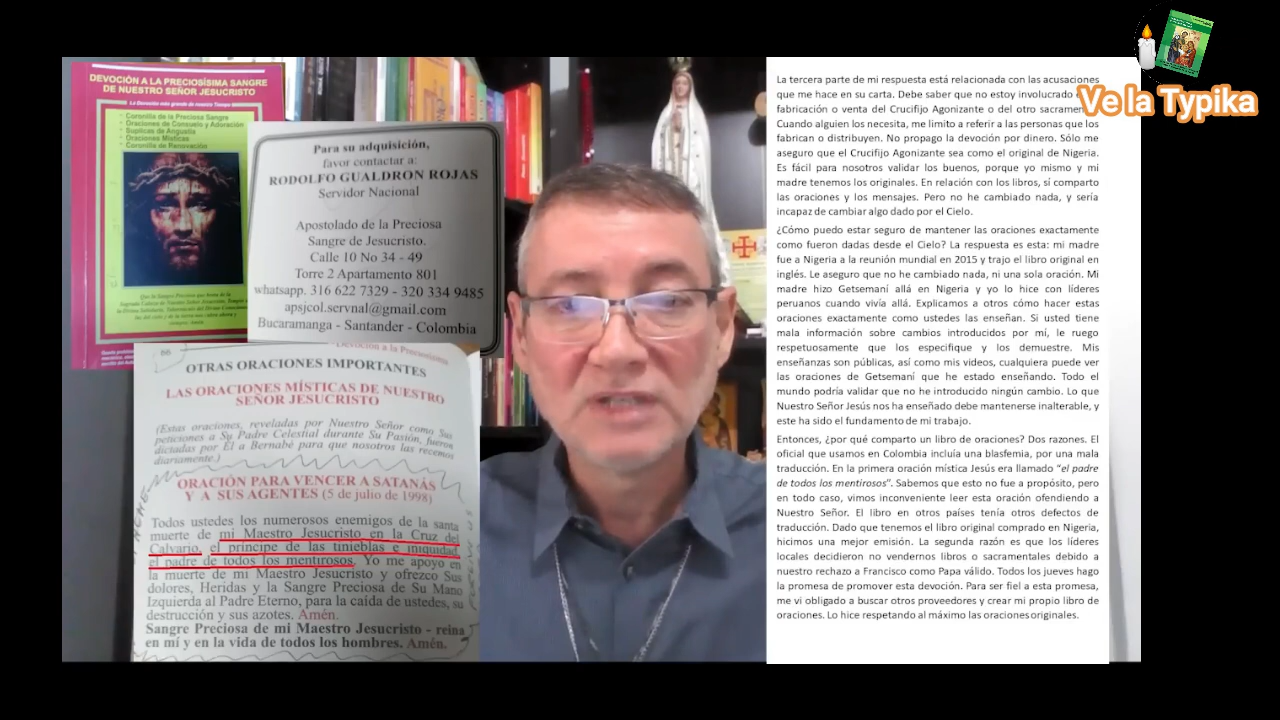 DEVOCIÓN A LA PRECIOSÍSIMA SANGRE
DE NUESTRO SEÑOR JESUCRISTO
La Devoción más grande de nuestro Tiempo
* Coronilla de la Preciosa Sangre
* Oraciones de Consuelo y Adoración
* Súplicas de Angustia
* Oraciones Místicas
* Coronilla de Renovación
Para su adquisición,
favor contactar a:
RODOLFO GUALDRON ROJAS
Servidor Nacional
Apostolado de la Preciosa
Sangre de Jesucristo.
Calle 10 No 34 - 49
Torre 2 Apartamento 801
whatsapp. 316 622 7329 - 320 334 9485
apsjcol.servnal@gmail.com
Bucaramanga - Santander - Colombia
66
Devoción a la Preciosísima
OTRAS ORACIONES IMPORTANTES
LAS ORACIONES MÍSTICAS DE NUESTRO
SEÑOR JESUCRISTO
(Estas oraciones, reveladas por Nuestro Señor como Sus
peticiones a Su Padre Celestial durante Su Pasión, fueron
dictadas por Él a Bernabé para que nosotros las recemos
diariamente.)
ORACIÓN PARA VENCER A SATANÁS
Y A SUS AGENTES (5 de julio de 1998)
Todos ustedes los numerosos enemigos de la santa
muerte de mi Maestro Jesucristo en la Cruz del
Calvario, el príncipe de las tinieblas e iniquidad,
el padre de todos los mentirosos. Yo me apoyo en
la muerte de mi Maestro Jesucristo y ofrezco Sus
dolores, Heridas y la Sangre Preciosa de Su Mano
Izquierda al Padre Eterno, para la caída de ustedes, su
destrucción y sus azotes. Amén.
Sangre Preciosa de mi Maestro Jesucristo - reina
en mí y en la vida de todos los hombres. Amén.
La tercera parte de mi respuesta está relacionada con las acusaciones
que me hace en su carta. Debe saber que no estoy involucrado
fabricación o venta del Crucifijo Agonizante o del otro
Cuando alguien los necesita, me limito a referir a las personas que los
fabrican o distribuyen. No propago la devoción por dinero. Sólo me
aseguro que el Crucifijo Agonizante sea como el original de Nigeria.
Es fácil para nosotros validar los buenos, porque yo mismo y mi
madre tenemos los originales. En relación con los libros, sí comparto
las oraciones y los mensajes. Pero no he cambiado nada, y sería
incapaz de cambiar algo dado por el Cielo.
¿Cómo puedo estar seguro de mantener las oraciones exactamente
como fueron dadas desde el Cielo? La respuesta es esta: mi madre
fue a Nigeria a la reunión mundial en 2015 y trajo el libro original en
inglés. Le aseguro que no he cambiado nada, ni una sola oración. Mi
madre hizo Getsemaní allá en Nigeria y yo lo hice con líderes
peruanos cuando vivía allá. Explicamos a otros cómo hacer estas
oraciones exactamente como ustedes las enseñan. Si usted tiene
mala información sobre cambios introducidos por mí, le ruego
respetuosamente que los especifique y los demuestre. Mis
enseñanzas son públicas, así como mis videos, cualquiera puede ver
las oraciones de Getsemaní que he estado enseñando. Todo el
mundo podría validar que no he introducido ningún cambio. Lo que
Nuestro Señor Jesús nos ha enseñado debe mantenerse inalterable, y
este ha sido el fundamento de mi trabajo.
Entonces, ¿por qué comparto un libro de oraciones? Dos razones. El
oficial que usamos en Colombia incluía una blasfemia, por una mala
traducción. En la primera oración mística Jesús era llamado “el padre
de todos los mentirosos”. Sabemos que esto no fue a propósito, pero
en todo caso, vimos inconveniente leer esta oración ofendiendo a
Nuestro Señor. El libro en otros países tenía otros defectos de
traducción. Dado que tenemos el libro original comprado en Nigeria,
hicimos una mejor emisión. La segunda razón es que los líderes
locales decidieron no vendernos libros o sacramentales debido a
nuestro rechazo a Francisco como Papa válido. Todos los jueves hago
la promesa de promover esta devoción. Para ser fiel a esta promesa,
me vi obligado a buscar otros proveedores y crear mi propio libro de
oraciones. Lo hice respetando al máximo las oraciones originales.
Ve la Typika